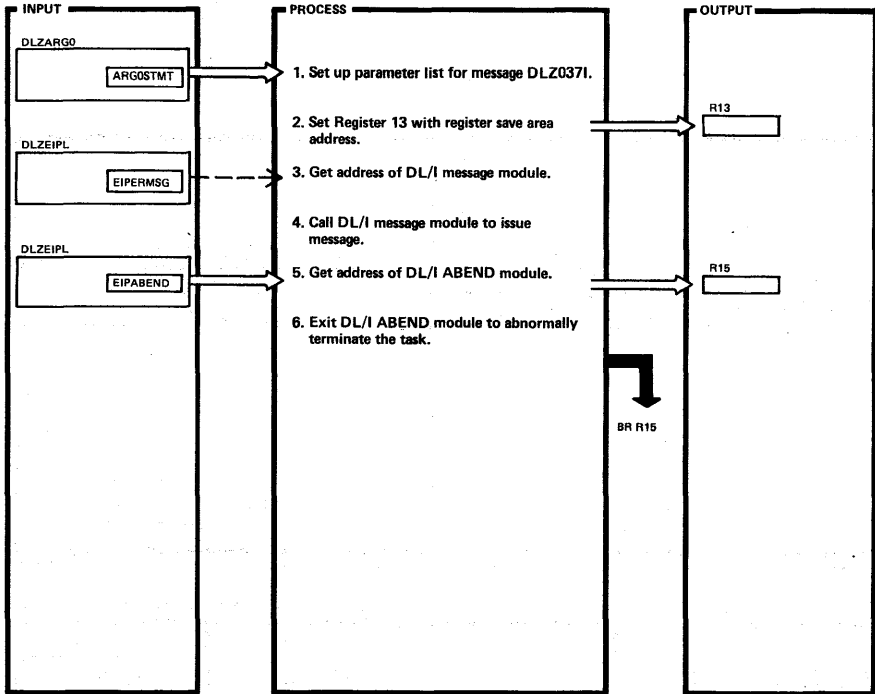 INPUT
PROCESS
OUTPUT
DLZARG0
ARG0STMT
1. Set up parameter list for message DLZ037I.
2. Set Register 13 with register save area
address.
R13
DLZEIPL
EIPERMSG
3. Get address of DL/I message module.
4. Call DL/I message module to issue
message.
DLZEIPL
EIPABEND
5. Get address of DL/I ABEND module.
R15
6. Exit DL/I ABEND module to abnormally
terminate the task.
BR R15